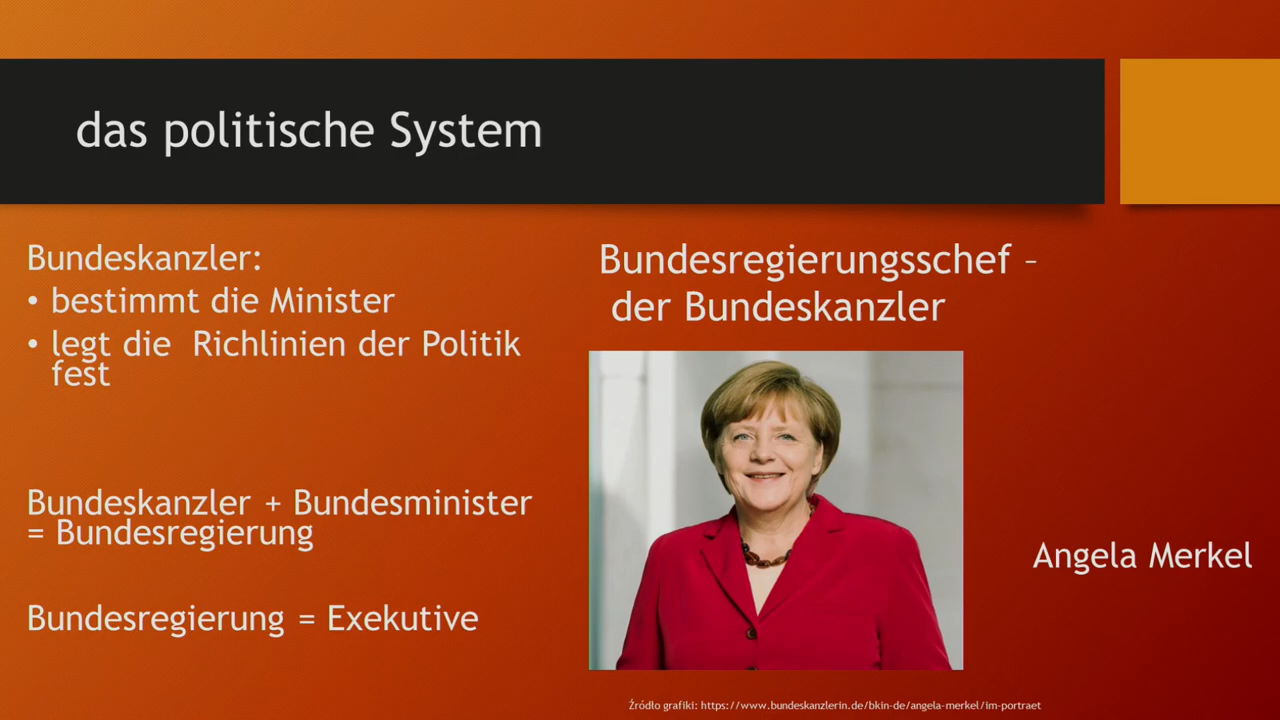 das politische System
Bundeskanzler:
• bestimmt die Minister
• legt die Richlinien der Politik
fest
Bundeskanzler + Bundesminister
= Bundesregierung
Bundesregierung = Exekutive
Bundesregierungsschef –
der Bundeskanzler
Angela Merkel
Źródło grafiki: https://www.bundeskanzlerin.de/bkin-de/angela-merkel/im-portraet